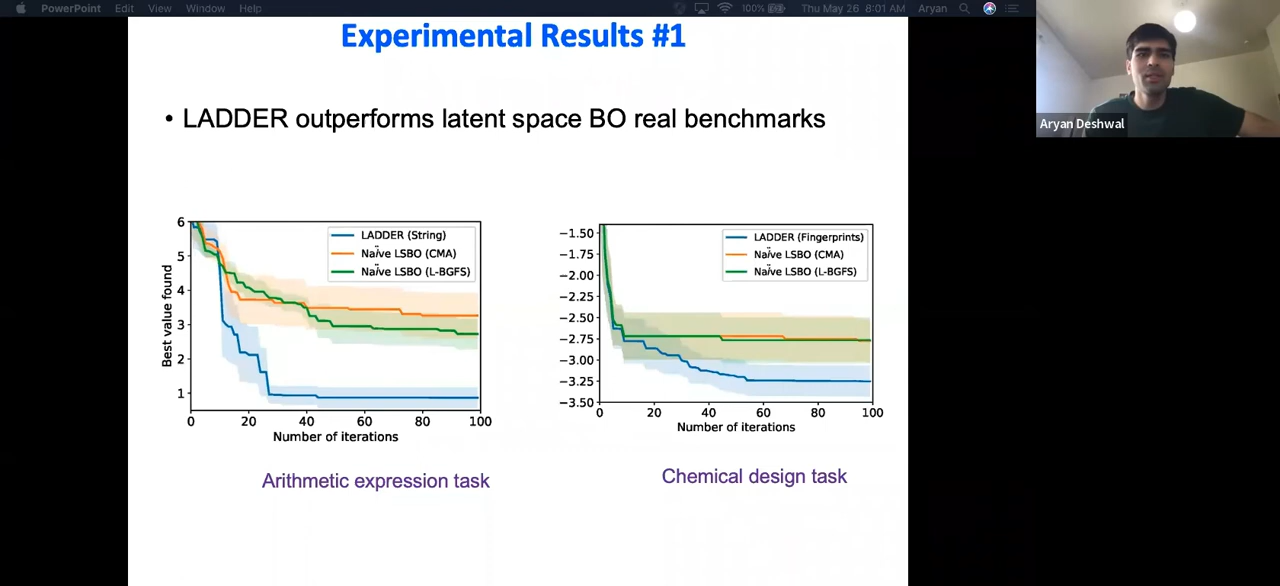 PowerPoint Edit View Window Help 100% Thu May 26 8:01 AM Aryan
Experimental Results #1
• LADDER outperforms latent space BO real benchmarks
Aryan Deshwal
Best value found
6
5
4
3
2
1
LADDER (String)
Naïve LSBO (CMA)
Naïve LSBO (L-BGFS)
0 20 40 60 80 100
Number of iterations
Arithmetic expression task
−1.50
−1.75
−2.00
−2.25
−2.50
−2.75
−3.00
−3.25
−3.50
LADDER (Fingerprints)
Naïve LSBO (CMA)
Naïve LSBO (L-BGFS)
0 20 40 60 80 100
Number of iterations
Chemical design task